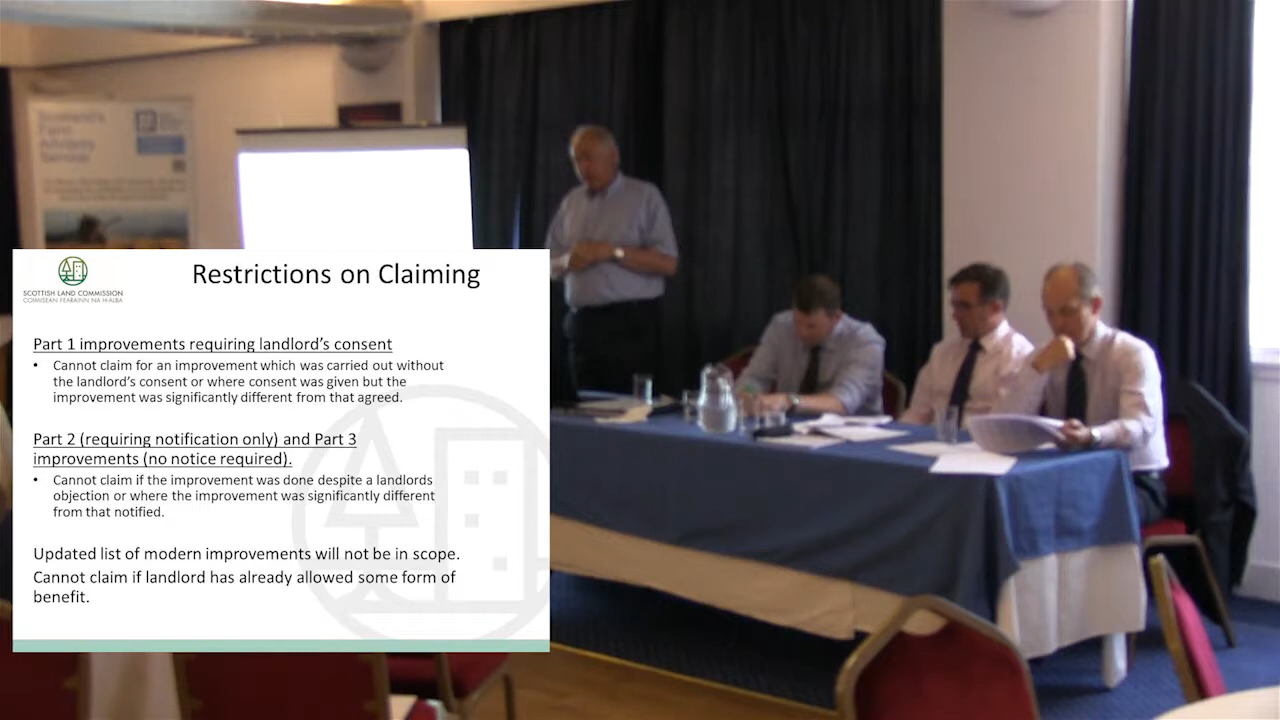 Scotland's
Farm
Advisory
Service
SCOTTISH LAND COMMISSION
COIMISEAN FEARAINN NA H-ALBA
Restrictions on Claiming
Part 1 improvements requiring landlord's consent
• Cannot claim for an improvement which was carried out without
the landlord's consent or where consent was given but the
improvement was significantly different from that agreed.
Part 2 (requiring notification only) and Part 3
improvements (no notice required).
• Cannot claim if the improvement was done despite a landlords
objection or where the improvement was significantly different
from that notified.
Updated list of modern improvements will not be in scope.
Cannot claim if landlord has already allowed some form of
benefit.